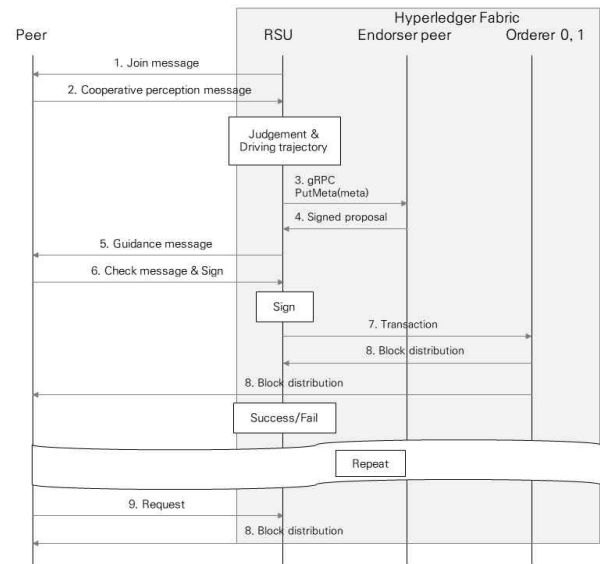 Hyperledger Fabric
Peer
RSU
Endorser peer
Orderer 0, 1
1. Join message
2. Cooperative perception message
Judgement &
Driving trajectory
3. gRPC
PutMeta(meta)
4. Signed proposal
5. Guidance message
6. Check message & Sign
Sign
7. Transaction
8. Block distribution
8. Block distribution
Success/Fail
Repeat
9. Request
8. Block distribution